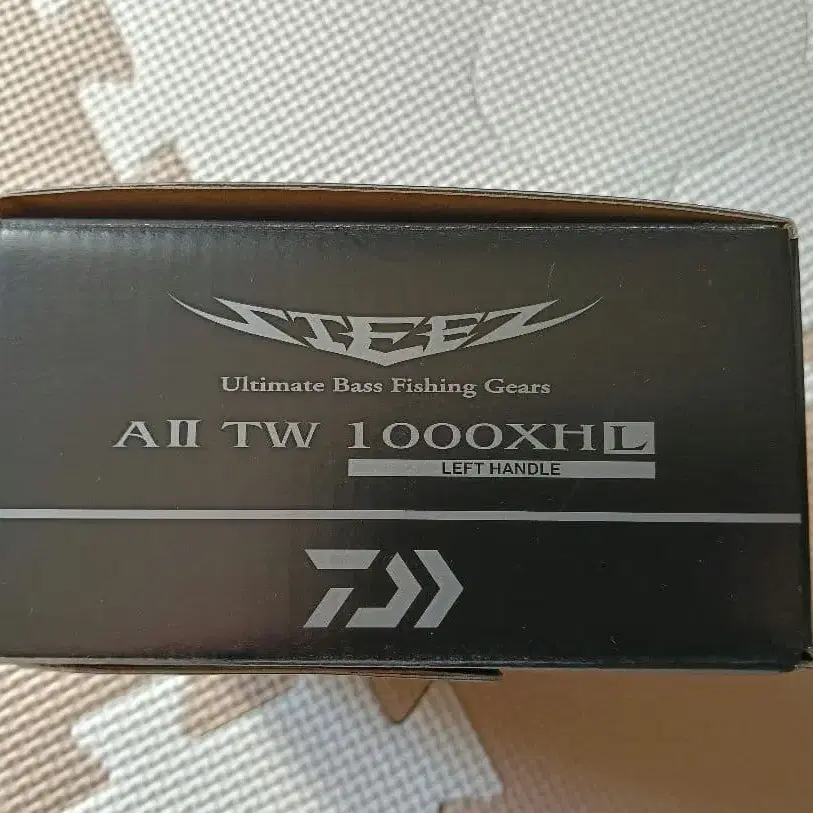 STEEZ
Ultimate Bass Fishing Gears
AII TW 1000XHL
LEFT HANDLE